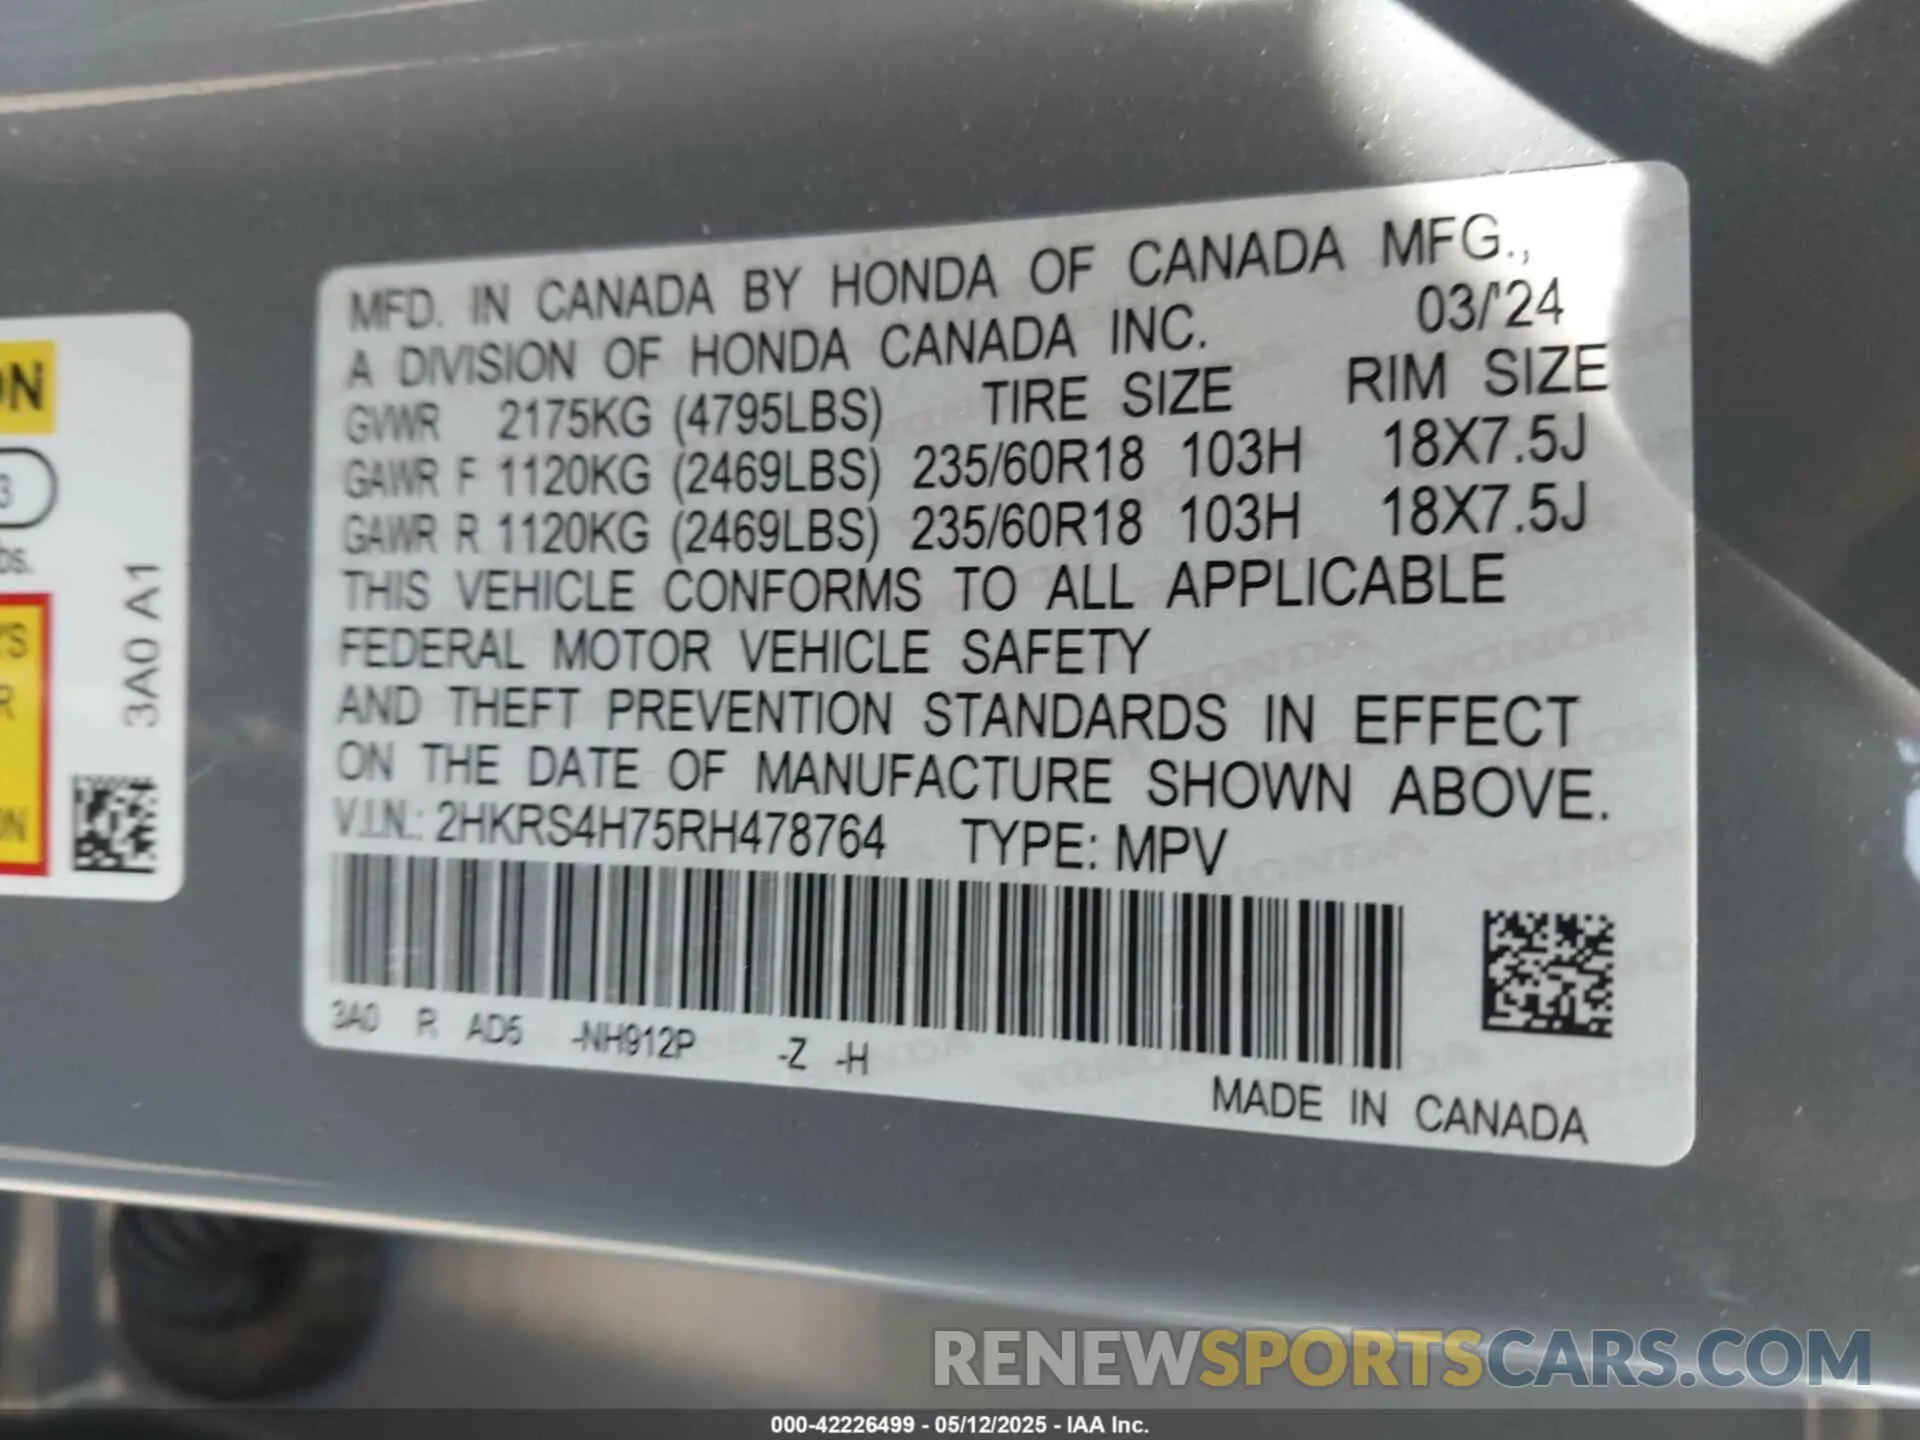 MFD. IN CANADA BY HONDA OF CANADA MFG.,
A DIVISION OF HONDA CANADA INC. 03/'24
GVWR 2175KG (4795LBS) TIRE SIZE RIM SIZE
GAWR F 1120KG (2469LBS) 235/60R18 103H 18X7.5J
GAWR R 1120KG (2469LBS) 235/60R18 103H 18X7.5J
THIS VEHICLE CONFORMS TO ALL APPLICABLE
FEDERAL MOTOR VEHICLE SAFETY
AND THEFT PREVENTION STANDARDS IN EFFECT
ON THE DATE OF MANUFACTURE SHOWN ABOVE.
V.I.N.: 2HKRS4H75RH478764 TYPE: MPV
3A0 R AD5 -NH912P -Z -H
MADE IN CANADA
3A0 A1
RENEWSPORTSCARS.COM
000-42226499 - 05/12/2025 - IAA Inc.